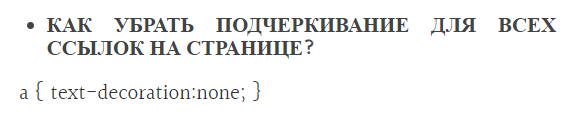 • КАК УБРАТЬ ПОДЧЕРКИВАНИЕ ДЛЯ ВСЕХ
ССЫЛОК НА СТРАНИЦЕ?
a { text-decoration:none; }